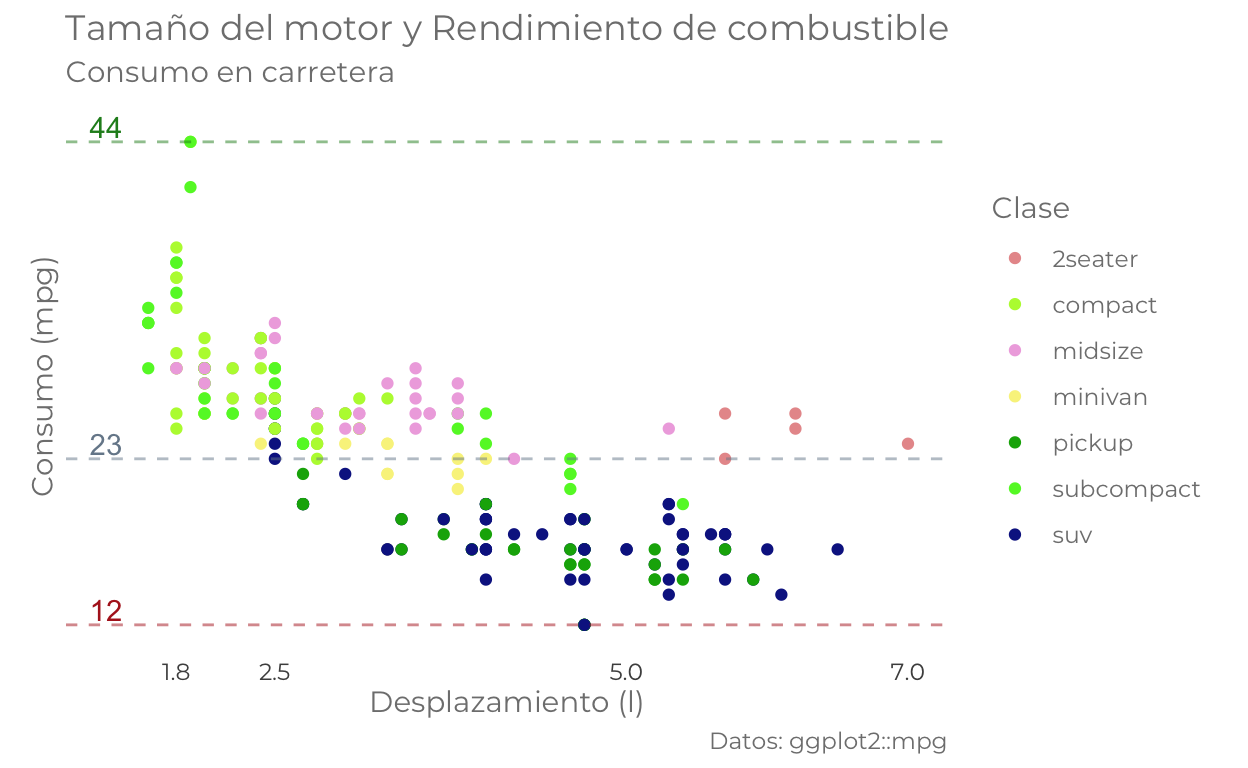 Tamaño del motor y Rendimiento de combustible
Consumo en carretera
44
23
12
Consumo (mpg)
1.8 2.5 5.0 7.0
Desplazamiento (l)
Datos: ggplot2::mpg
Clase
2seater
compact
midsize
minivan
pickup
subcompact
suv